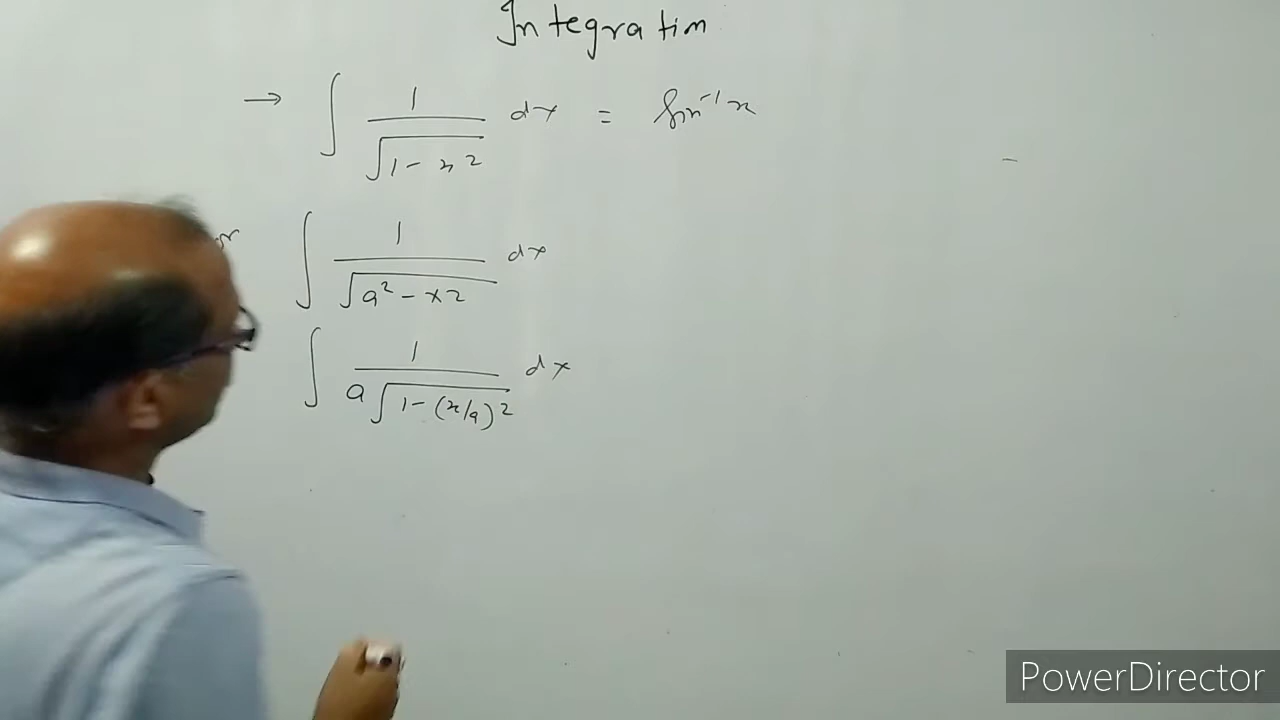 Integration
→ ∫ 1/√(1-x²) dx = Sin⁻¹x
∫ 1/√(a²-x2) dx
∫ 1/(a√(1-(x/a)²)) dx
PowerDirector